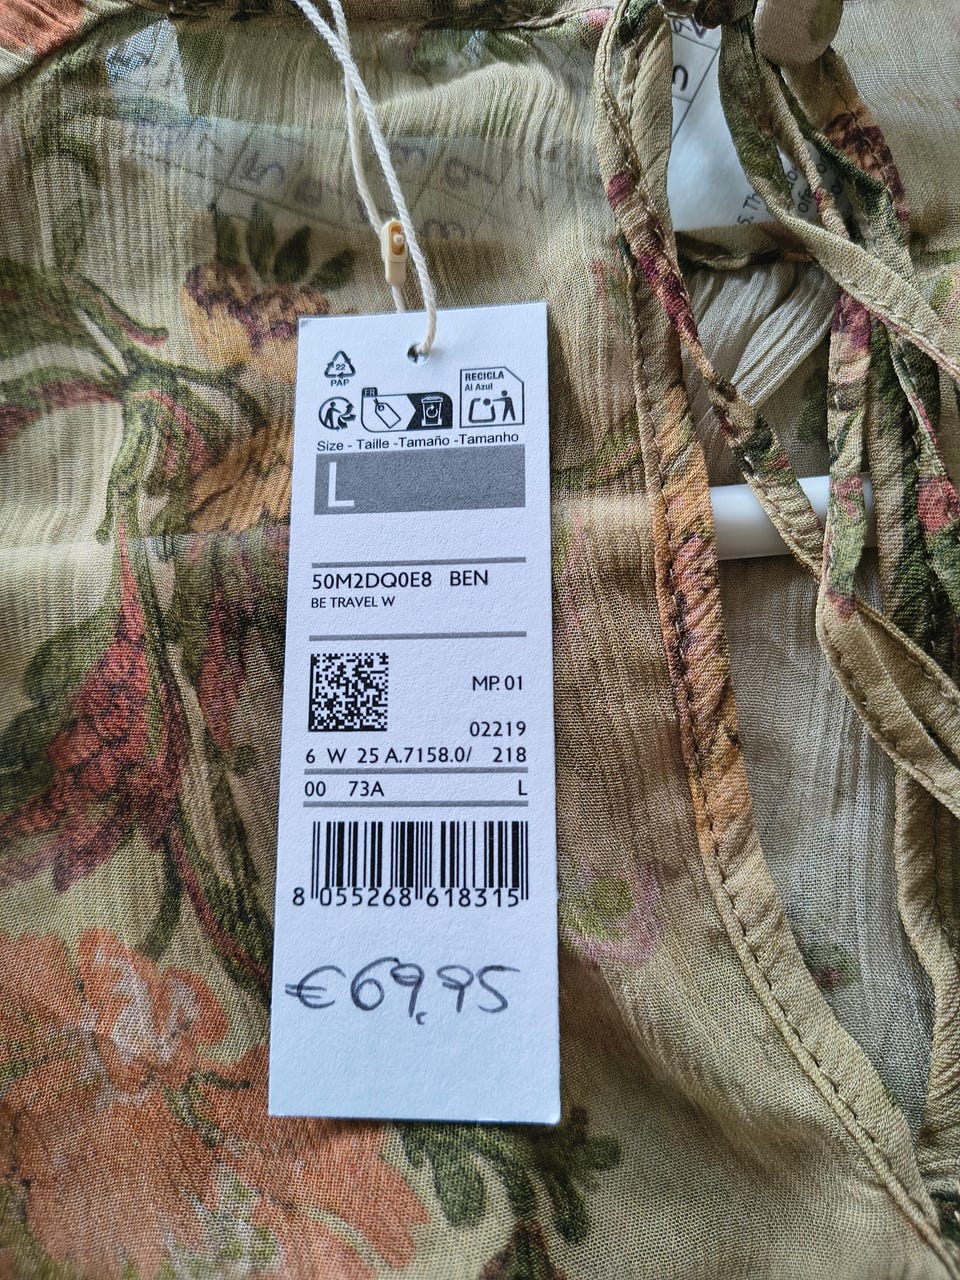 22
PAP
FR
RECICLA
Al Azul
Size - Taille -Tamaño -Tamanho
L
50M2DQ0E8 BEN
BE TRAVEL W
MP. 01
02219
6 W 25 A.7158.0/ 218
00 73A L
8 055268 618315
€69,95